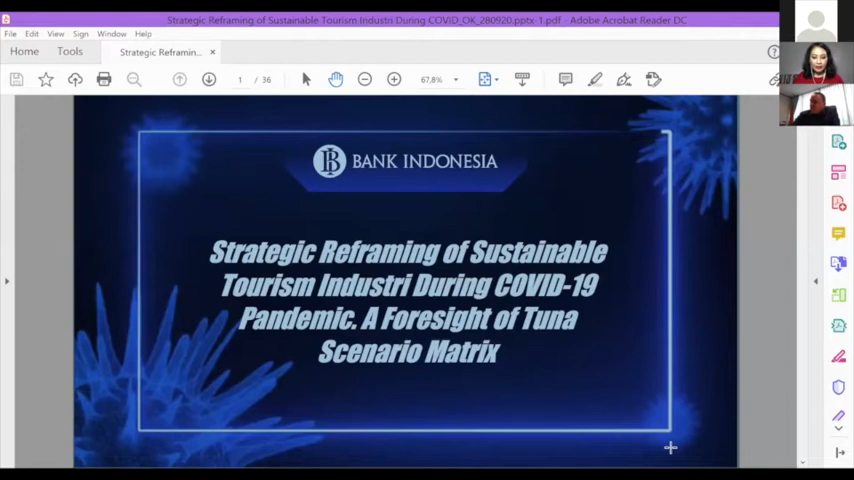 Strategic Reframing of Sustainable Tourism Industri During COVID_OK_280920.pptx-1.pdf - Adobe Acrobat Reader DC
File Edit View Sign Window Help
Home Tools Strategic Reframin... ×
1 / 36 67,8%
BANK INDONESIA
Strategic Reframing of Sustainable
Tourism Industri During COVID-19
Pandemic. A Foresight of Tuna
Scenario Matrix